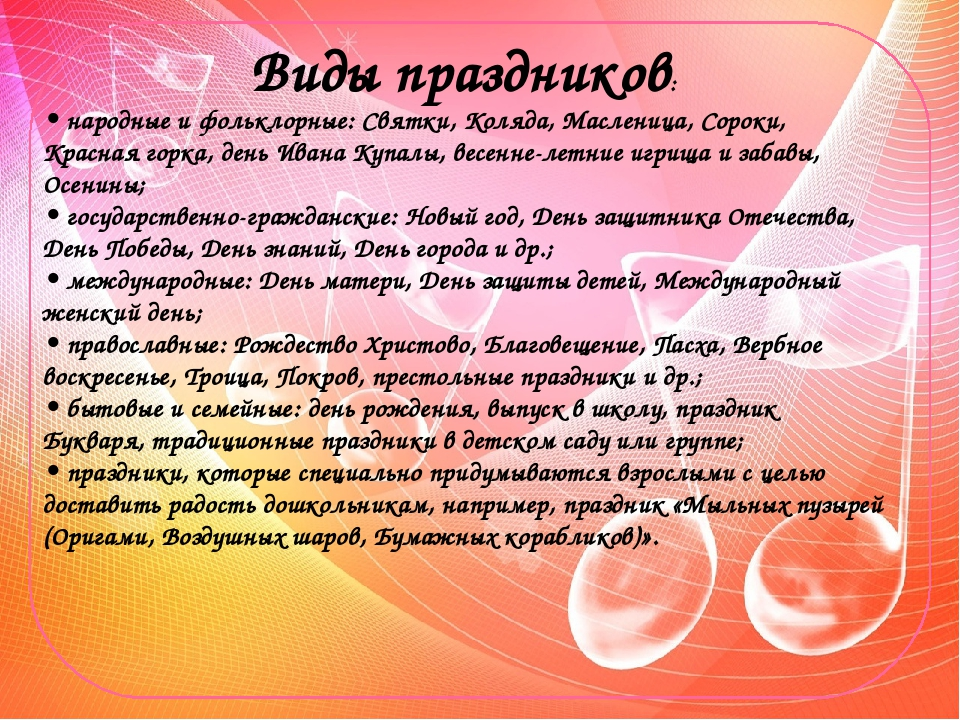 Виды праздников:
• народные и фольклорные: Святки, Коляда, Масленица, Сороки,
Красная горка, день Ивана Купалы, весенне-летние игрища и забавы,
Осенины;
• государственно-гражданские: Новый год, День защитника Отечества,
День Победы, День знаний, День города и др.;
• международные: День матери, День защиты детей, Международный
женский день;
• православные: Рождество Христово, Благовещение, Пасха, Вербное
воскресенье, Троица, Покров, престольные праздники и др.;
• бытовые и семейные: день рождения, выпуск в школу, праздник
Букваря, традиционные праздники в детском саду или группе;
• праздники, которые специально придумываются взрослыми с целью
доставить радость дошкольникам, например, праздник «Мыльных пузырей
(Оригами, Воздушных шаров, Бумажных корабликов)».